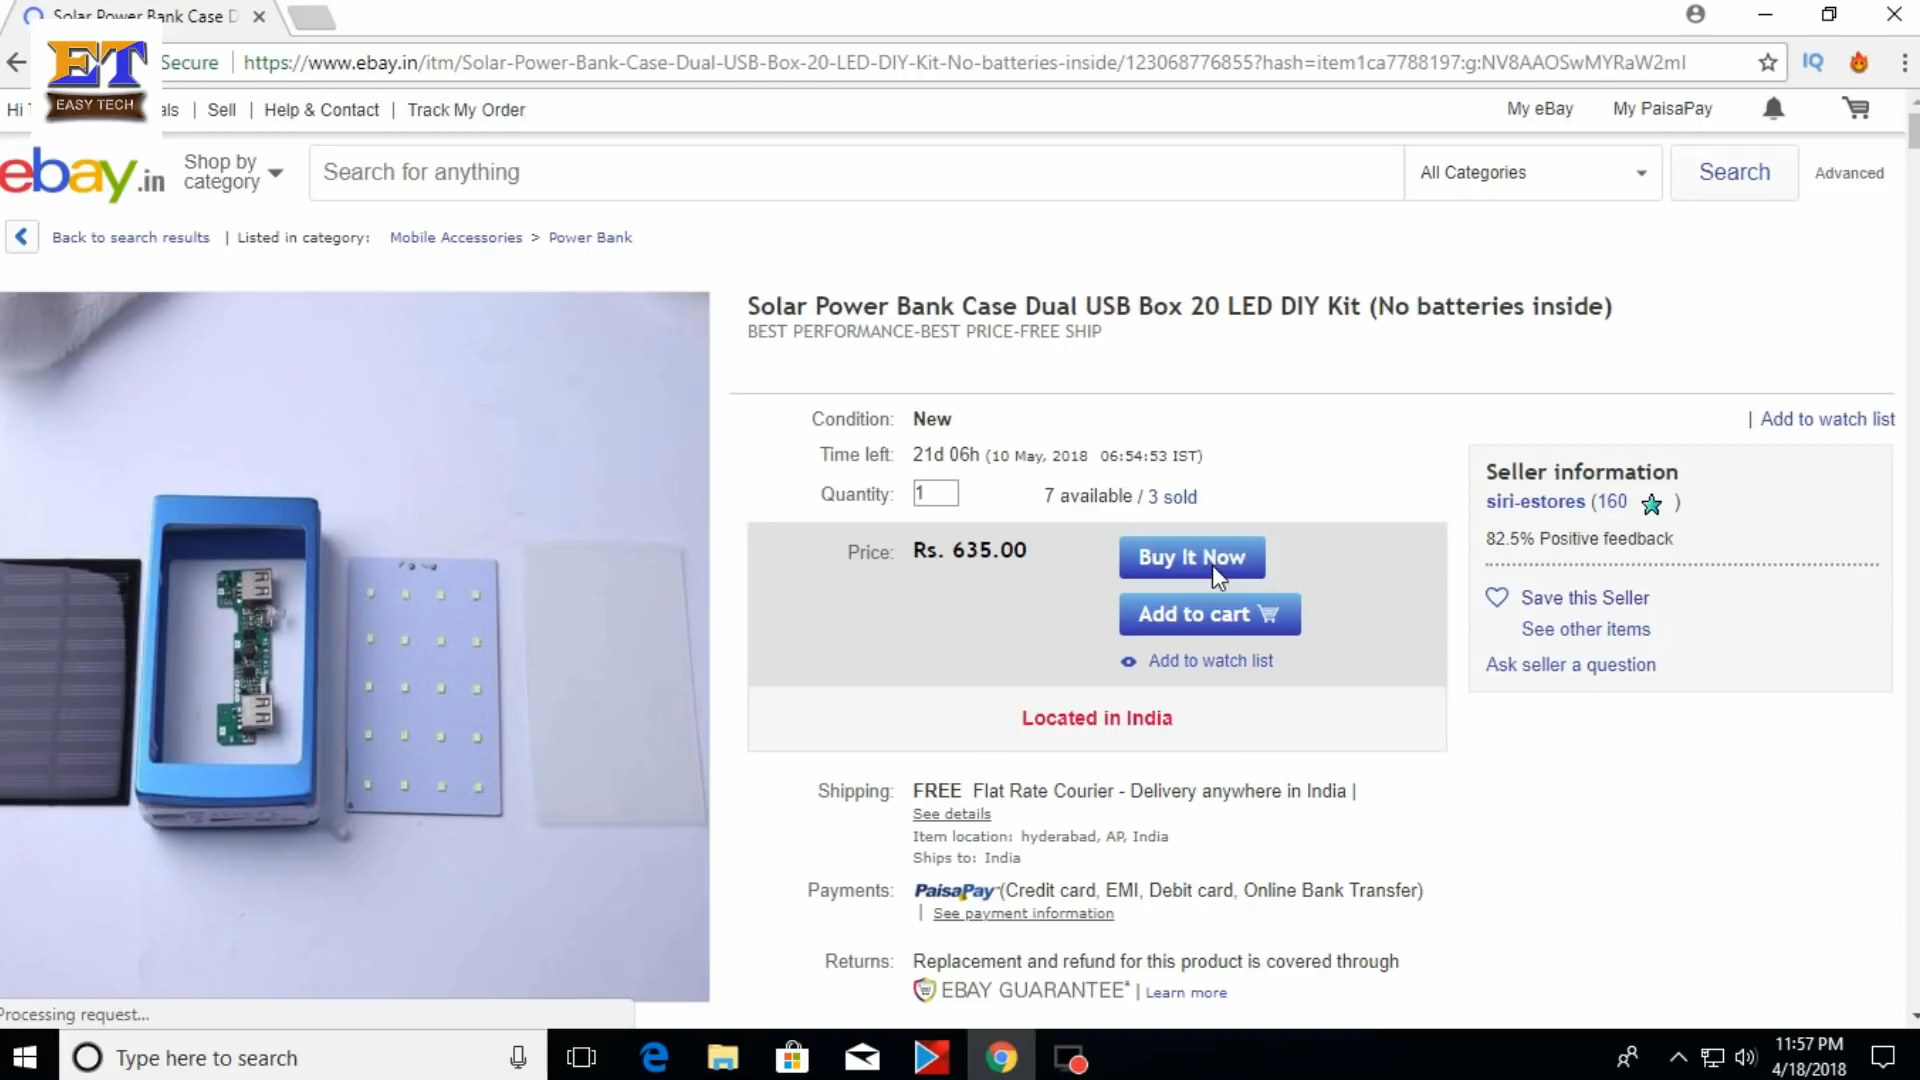 Solar Power Bank Case D
ET
EASY TECH
Secure | https://www.ebay.in/itm/Solar-Power-Bank-Case-Dual-USB-Box-20-LED-DIY-Kit-No-batteries-inside/123068776855?hash=item1ca7788197:g:NV8AAOSwMYRaW2mI
IQ
Hi
als | Sell | Help & Contact | Track My Order
My eBay
My PaisaPay
ebay.in
Shop by
category
Search for anything
All Categories
Search
Advanced
Back to search results | Listed in category: Mobile Accessories > Power Bank
Solar Power Bank Case Dual USB Box 20 LED DIY Kit (No batteries inside)
BEST PERFORMANCE-BEST PRICE-FREE SHIP
Condition: New
| Add to watch list
Time left: 21d 06h (10 May, 2018 06:54:53 IST)
Quantity: 1
7 available / 3 sold
Price: Rs. 635.00
Buy It Now
Add to cart
Add to watch list
Located in India
Seller information
siri-estores (160 )
82.5% Positive feedback
Save this Seller
See other items
Ask seller a question
Shipping: FREE Flat Rate Courier - Delivery anywhere in India |
See details
Item location: hyderabad, AP, India
Ships to: India
Payments: PaisaPay (Credit card, EMI, Debit card, Online Bank Transfer)
| See payment information
Returns: Replacement and refund for this product is covered through
EBAY GUARANTEE* | Learn more
Processing request...
Type here to search
11:57 PM
4/18/2018